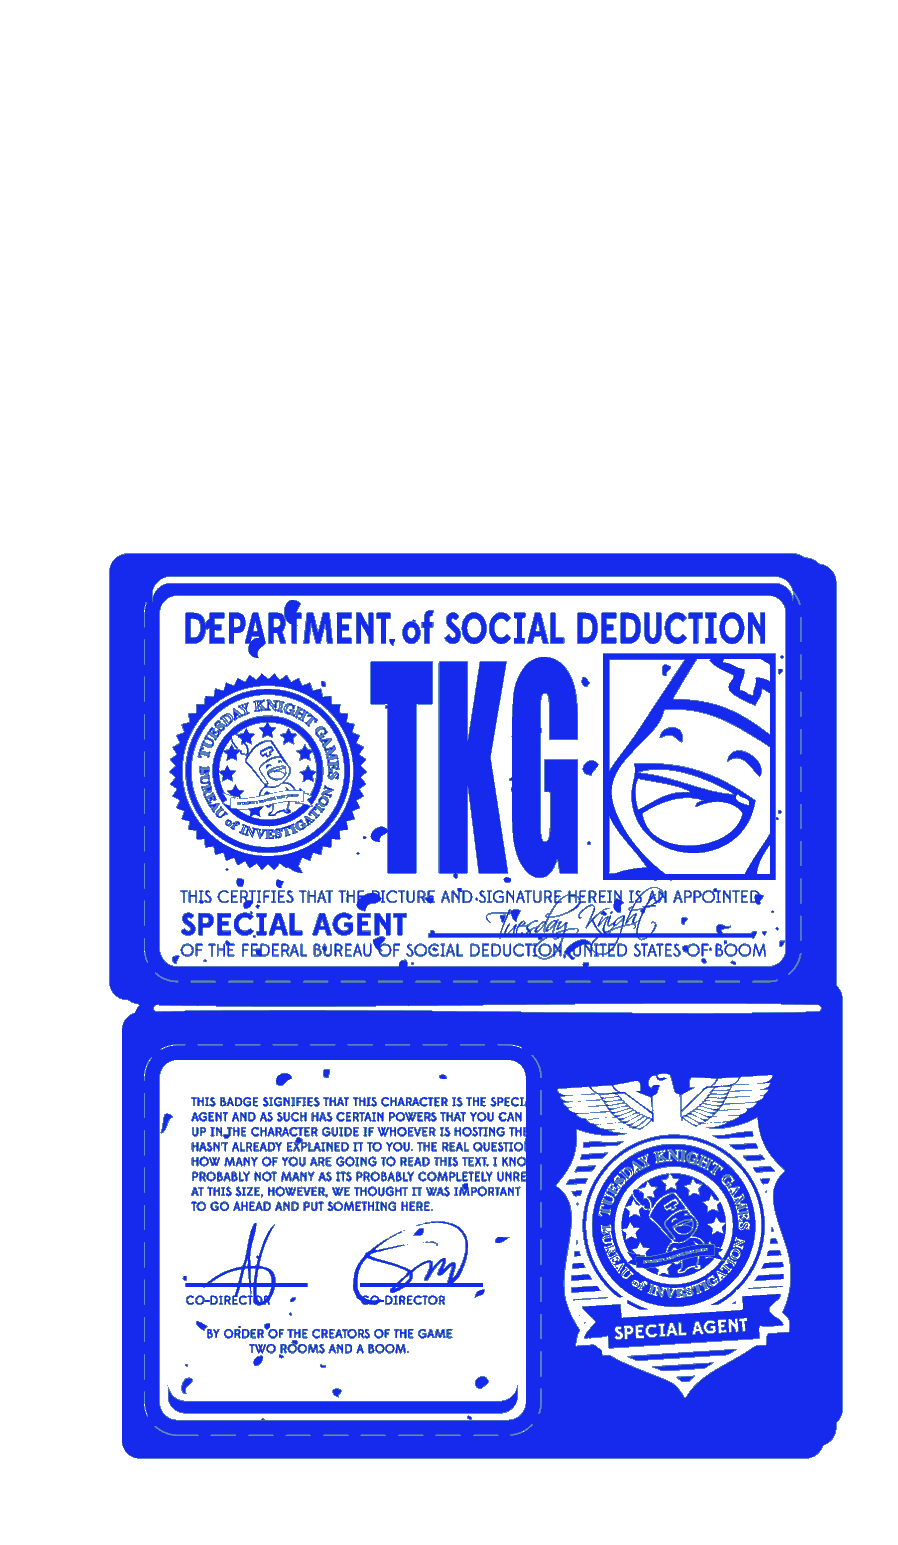 DEPARTMENT of SOCIAL DEDUCTION
TKG
TUESDAY KNIGHT GAMES
BUREAU of INVESTIGATION
THIS CERTIFIES THAT THE PICTURE AND SIGNATURE HEREIN IS AN APPOINTED
SPECIAL AGENT
Tuesday Knight
OF THE FEDERAL BUREAU OF SOCIAL DEDUCTION, UNITED STATES OF BOOM
THIS BADGE SIGNIFIES THAT THIS CHARACTER IS THE SPECI
AGENT AND AS SUCH HAS CERTAIN POWERS THAT YOU CAN
UP IN THE CHARACTER GUIDE IF WHOEVER IS HOSTING THE
HASN'T ALREADY EXPLAINED IT TO YOU. THE REAL QUESTIO
HOW MANY OF YOU ARE GOING TO READ THIS TEXT. I KNO
PROBABLY NOT MANY AS ITS PROBABLY COMPLETELY UNRE
AT THIS SIZE, HOWEVER, WE THOUGHT IT WAS IMPORTANT
TO GO AHEAD AND PUT SOMETHING HERE.
CO-DIRECTOR CO-DIRECTOR
BY ORDER OF THE CREATORS OF THE GAME
TWO ROOMS AND A BOOM.
TUESDAY KNIGHT GAMES
BUREAU of INVESTIGATION
SPECIAL AGENT